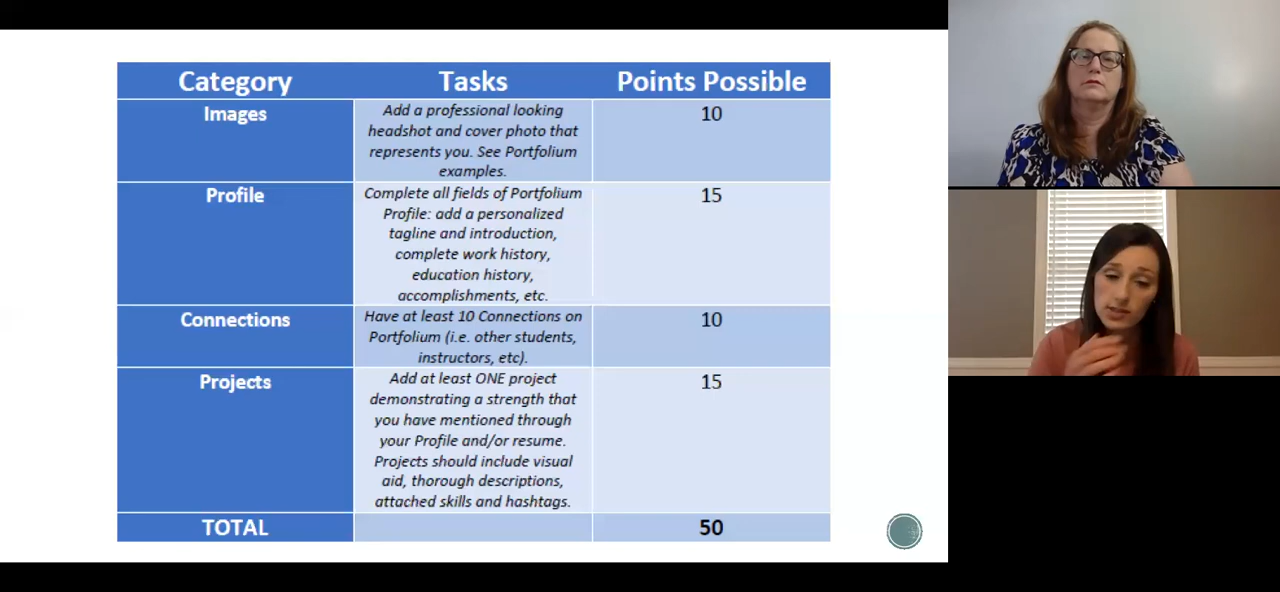 Category Tasks Points Possible
Images
Add a professional looking
headshot and cover photo that
represents you. See Portfolium
examples.
10
Profile
Complete all fields of Portfolium
Profile: add a personalized
tagline and introduction,
complete work history,
education history,
accomplishments, etc.
15
Connections
Have at least 10 Connections on
Portfolium (i.e. other students,
instructors, etc).
10
Projects
Add at least ONE project
demonstrating a strength that
you have mentioned through
your Profile and/or resume.
Projects should include visual
aid, thorough descriptions,
attached skills and hashtags.
15
TOTAL 50